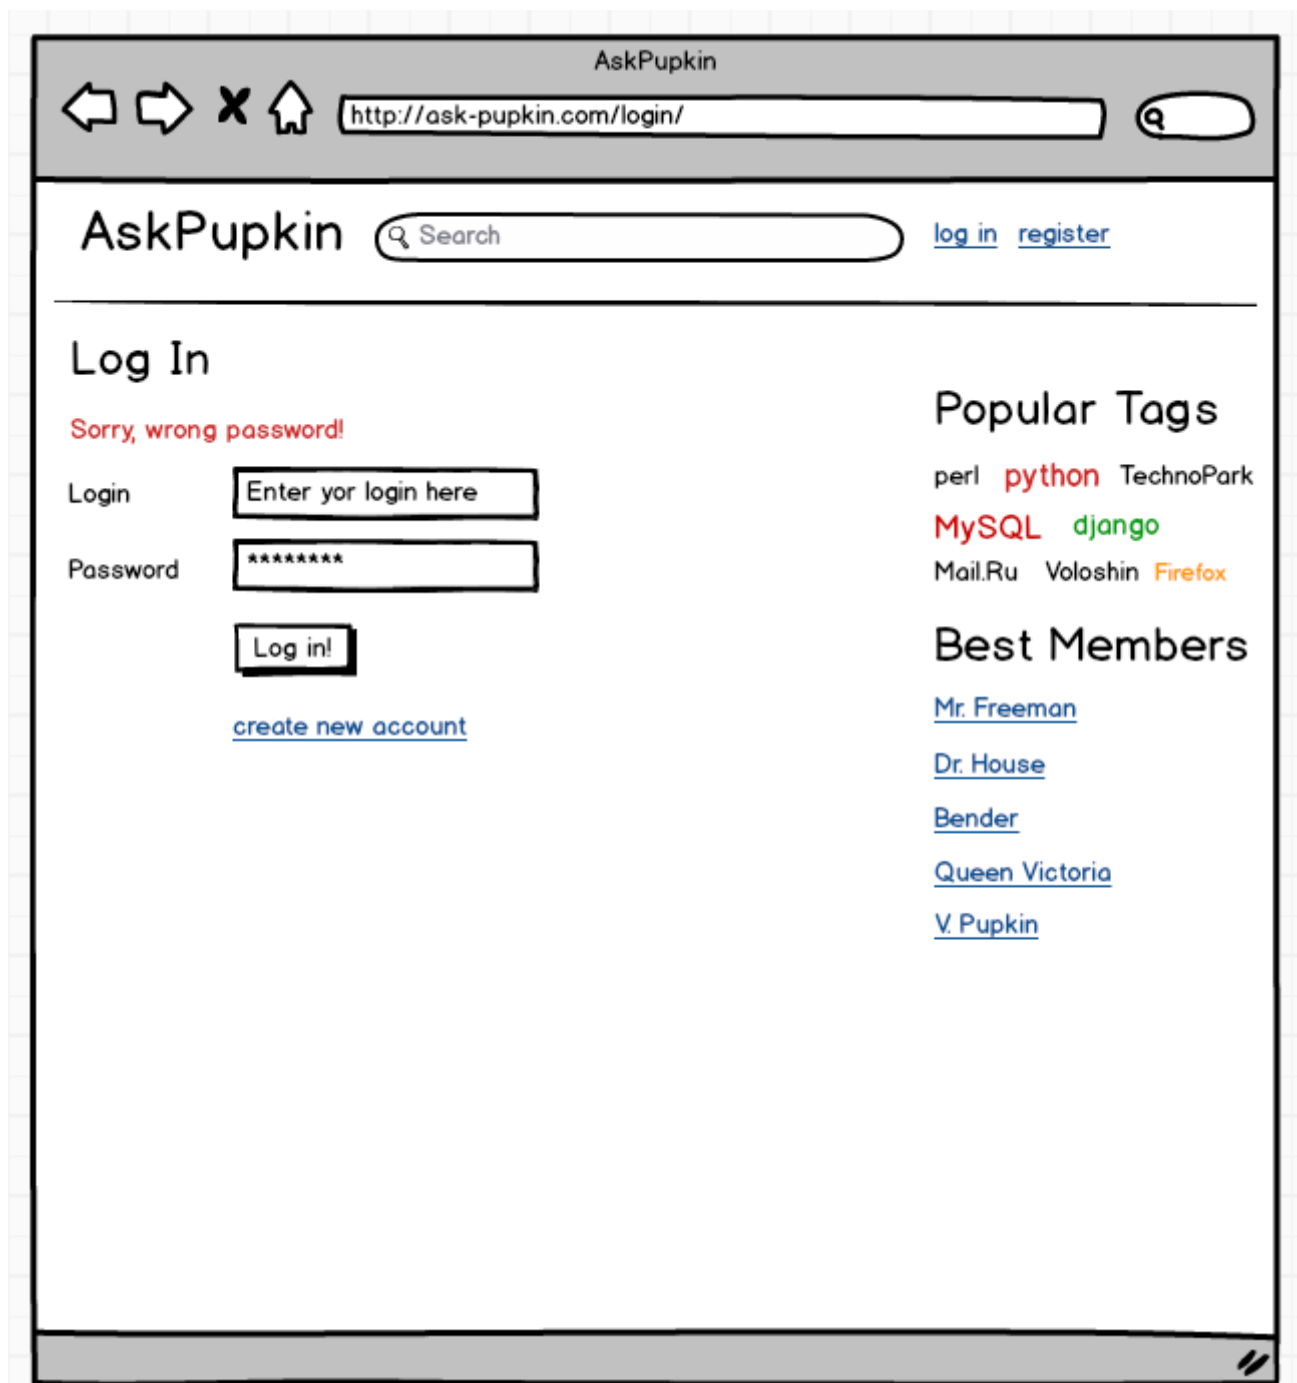 AskPupkin
http://ask-pupkin.com/login/
AskPupkin Search log in register
Log In
Sorry, wrong password!
Login Enter yor login here
Password ********
Log in!
create new account
Popular Tags
perl python TechnoPark
MySQL django
Mail.Ru Voloshin Firefox
Best Members
Mr. Freeman
Dr. House
Bender
Queen Victoria
V. Pupkin